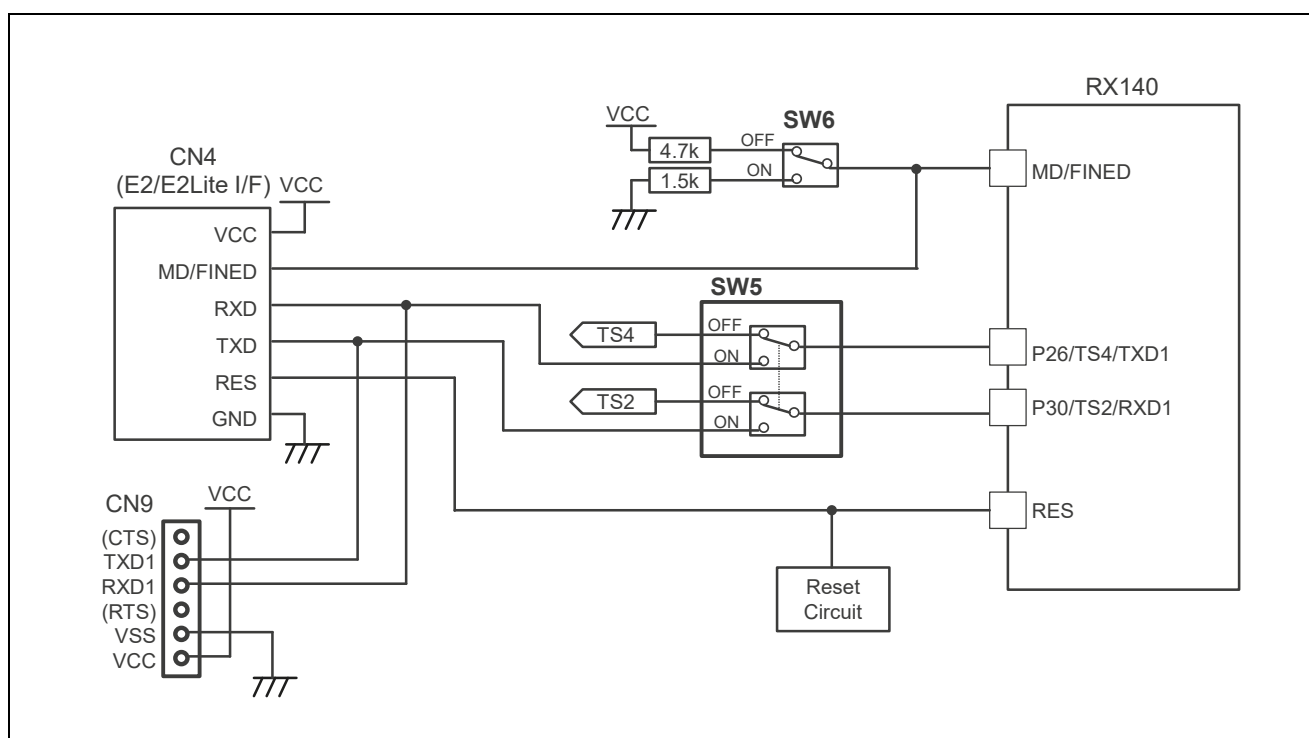 RX140
VCC
SW6
OFF
4.7k
ON
1.5k
MD/FINED
CN4
(E2/E2Lite I/F)
VCC
VCC
MD/FINED
RXD
TXD
RES
GND
SW5
OFF
TS4
ON
P26/TS4/TXD1
OFF
TS2
ON
P30/TS2/RXD1
RES
Reset
Circuit
CN9
VCC
(CTS)
TXD1
RXD1
(RTS)
VSS
VCC